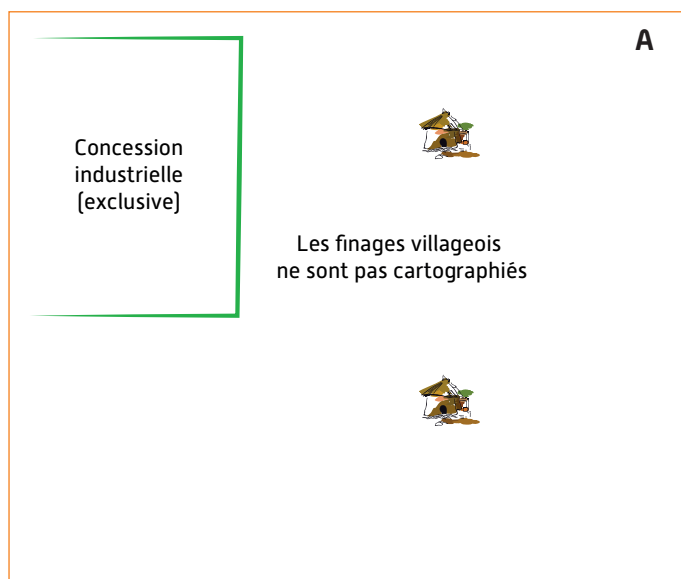 A
Concession
industrielle
(exclusive)
Les finages villageois
ne sont pas cartographiés